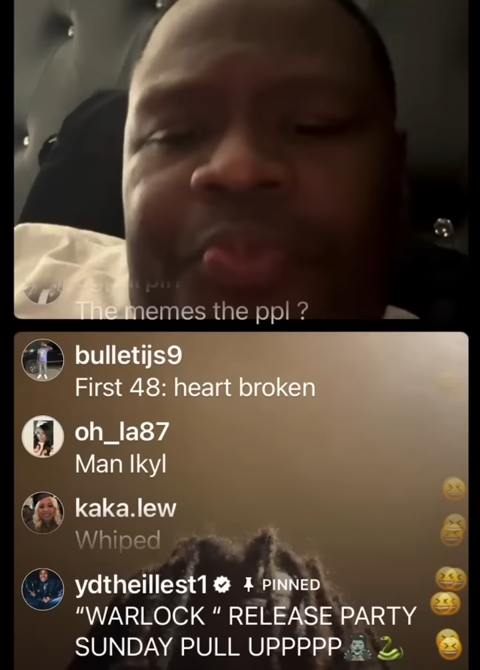 The memes the ppl ?
bulletijs9
First 48: heart broken
oh_la87
Man Ikyl
kaka.lew
Whiped
ydtheillest1 PINNED
“WARLOCK “ RELEASE PARTY
SUNDAY PULL UPPPPP🧟‍♂️ 🐍